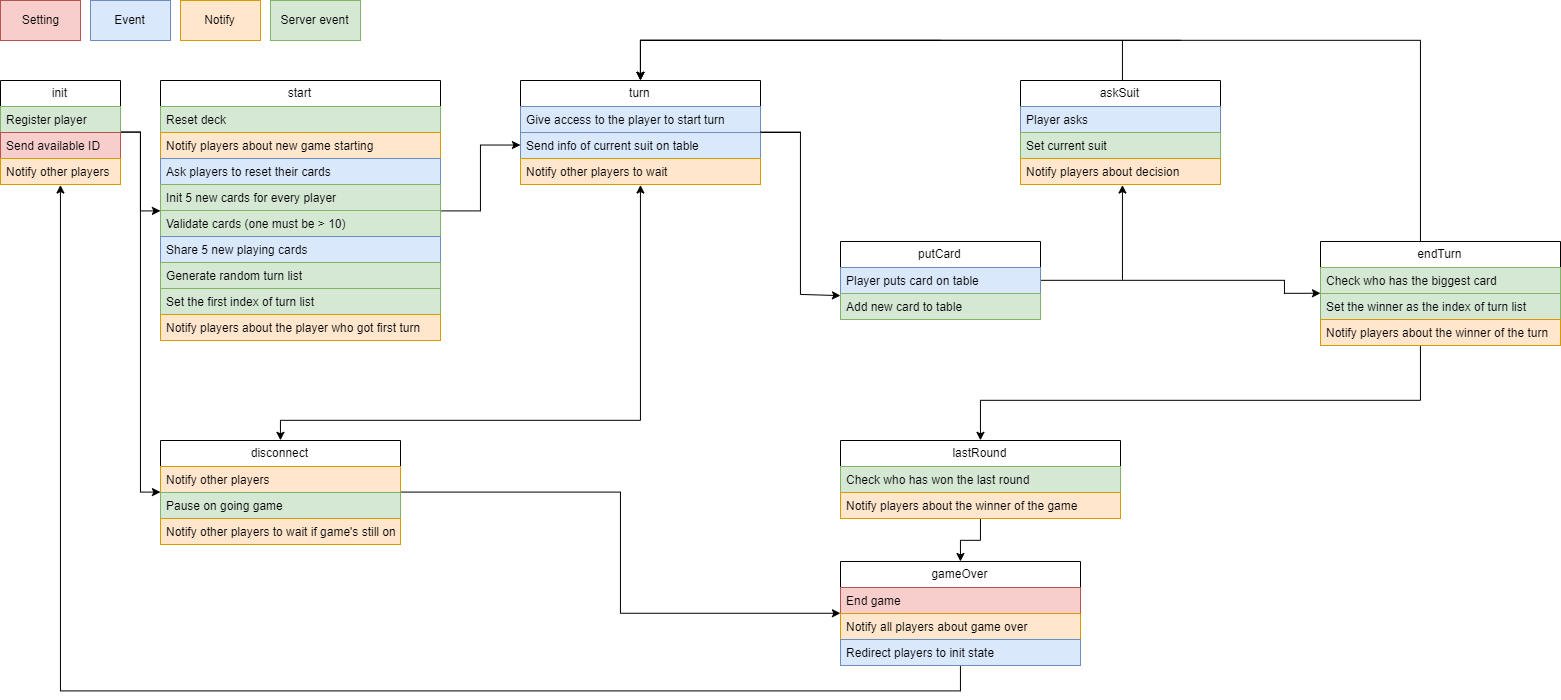 Setting
Event
Notify
Server event
init
Register player
Send available ID
Notify other players
start
Reset deck
Notify players about new game starting
Ask players to reset their cards
Init 5 new cards for every player
Validate cards (one must be > 10)
Share 5 new playing cards
Generate random turn list
Set the first index of turn list
Notify players about the player who got first turn
turn
Give access to the player to start turn
Send info of current suit on table
Notify other players to wait
askSuit
Player asks
Set current suit
Notify players about decision
putCard
Player puts card on table
Add new card to table
endTurn
Check who has the biggest card
Set the winner as the index of turn list
Notify players about the winner of the turn
disconnect
Notify other players
Pause on going game
Notify other players to wait if game's still on
lastRound
Check who has won the last round
Notify players about the winner of the game
gameOver
End game
Notify all players about game over
Redirect players to init state